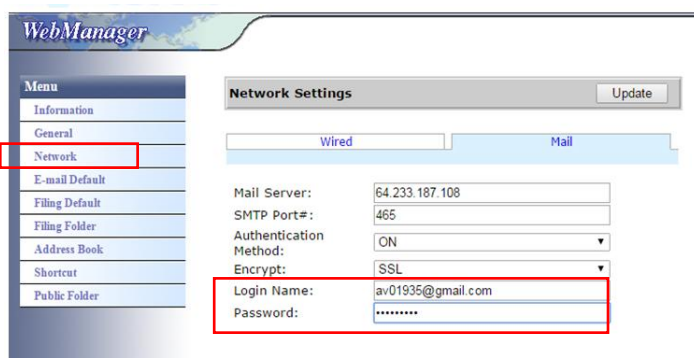 WebManager
Menu
Information
General
Network
E-mail Default
Filing Default
Filing Folder
Address Book
Shortcut
Public Folder
Network Settings
Update
Wired
Mail
Mail Server: 64.233.187.108
SMTP Port#: 465
Authentication
Method: ON
Encrypt: SSL
Login Name: av01935@gmail.com
Password: •••••••••